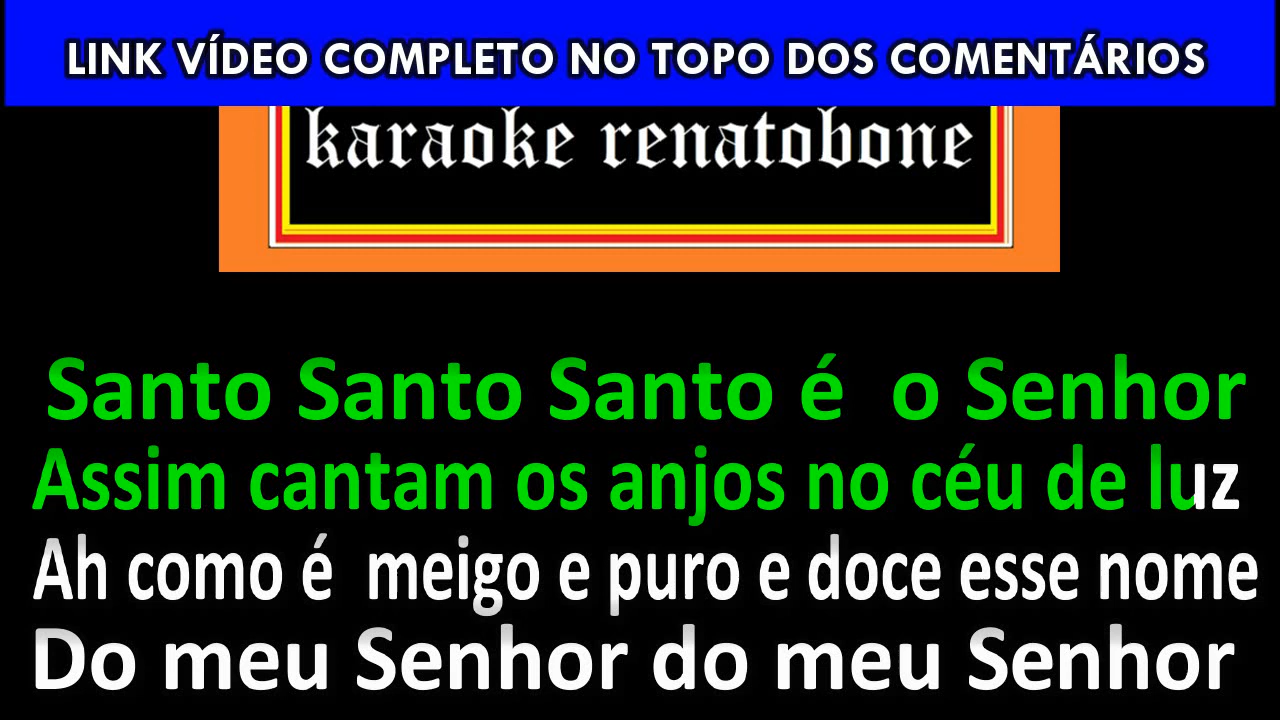 LINK VÍDEO COMPLETO NO TOPO DOS COMENTÁRIOS
karaoke renatobone
Santo Santo Santo é o Senhor
Assim cantam os anjos no céu de luz
Ah como é meigo e puro e doce esse nome
Do meu Senhor do meu Senhor